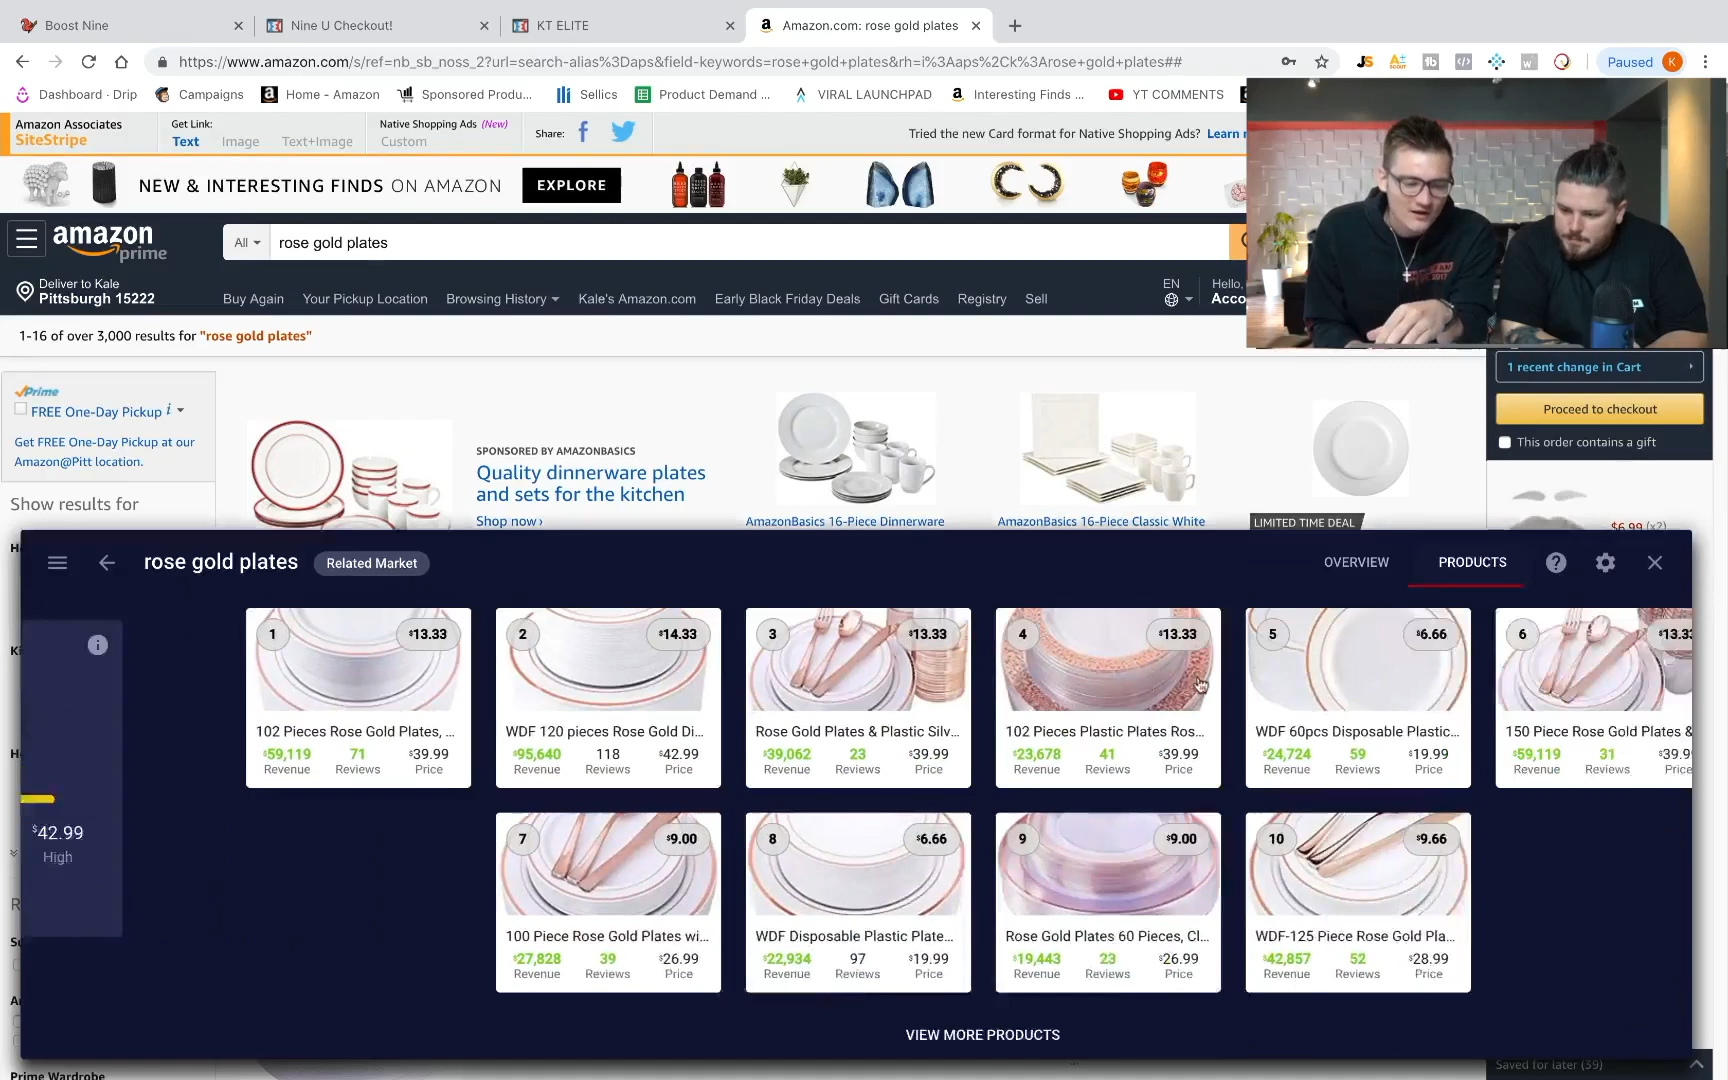 Boost Nine
Nine U Checkout!
KT ELITE
Amazon.com: rose gold plates
https://www.amazon.com/s/ref=nb_sb_noss_2?url=search-alias%3Daps&field-keywords=rose+gold+plates&rh=i%3Aaps%2Ck%3Arose+gold+plates##
Paused K
Dashboard · Drip
Campaigns
Home - Amazon
Sponsored Produ...
Sellics
Product Demand ...
VIRAL LAUNCHPAD
Interesting Finds ...
YT COMMENTS
Amazon Associates
SiteStripe
Get Link:
Text Image Text+Image
Native Shopping Ads (New)
Custom
Share:
Tried the new Card format for Native Shopping Ads? Learn
NEW & INTERESTING FINDS ON AMAZON
EXPLORE
amazon
prime
All
rose gold plates
Deliver to Kale
Pittsburgh 15222
Buy Again
Your Pickup Location
Browsing History
Kale's Amazon.com
Early Black Friday Deals
Gift Cards
Registry
Sell
EN
Hello,
Acco
1-16 of over 3,000 results for "rose gold plates"
1 recent change in Cart
Proceed to checkout
This order contains a gift
$6.99 (x2)
Prime
FREE One-Day Pickup i
Get FREE One-Day Pickup at our
Amazon@Pitt location.
Show results for
SPONSORED BY AMAZONBASICS
Quality dinnerware plates
and sets for the kitchen
Shop now ›
AmazonBasics 16-Piece Dinnerware
AmazonBasics 16-Piece Classic White
LIMITED TIME DEAL
rose gold plates
Related Market
OVERVIEW
PRODUCTS
$42.99
High
1 $13.33
102 Pieces Rose Gold Plates, ...
$59,119 71 $39.99
Revenue Reviews Price
2 $14.33
WDF 120 pieces Rose Gold Di...
$95,640 118 $42.99
Revenue Reviews Price
3 $13.33
Rose Gold Plates & Plastic Silv...
$39,062 23 $39.99
Revenue Reviews Price
4 $13.33
102 Pieces Plastic Plates Ros...
$23,678 41 $39.99
Revenue Reviews Price
5 $6.66
WDF 60pcs Disposable Plastic...
$24,724 59 $19.99
Revenue Reviews Price
6 $13.33
150 Piece Rose Gold Plates &
$59,119 31 $39.99
Revenue Reviews Price
7 $9.00
100 Piece Rose Gold Plates wi...
$27,828 39 $26.99
Revenue Reviews Price
8 $6.66
WDF Disposable Plastic Plate...
$22,934 97 $19.99
Revenue Reviews Price
9 $9.00
Rose Gold Plates 60 Pieces, Cl...
$19,443 23 $26.99
Revenue Reviews Price
10 $9.66
WDF-125 Piece Rose Gold Pla...
$42,857 52 $28.99
Revenue Reviews Price
VIEW MORE PRODUCTS
Saved for later (39)
Prime Wardrobe